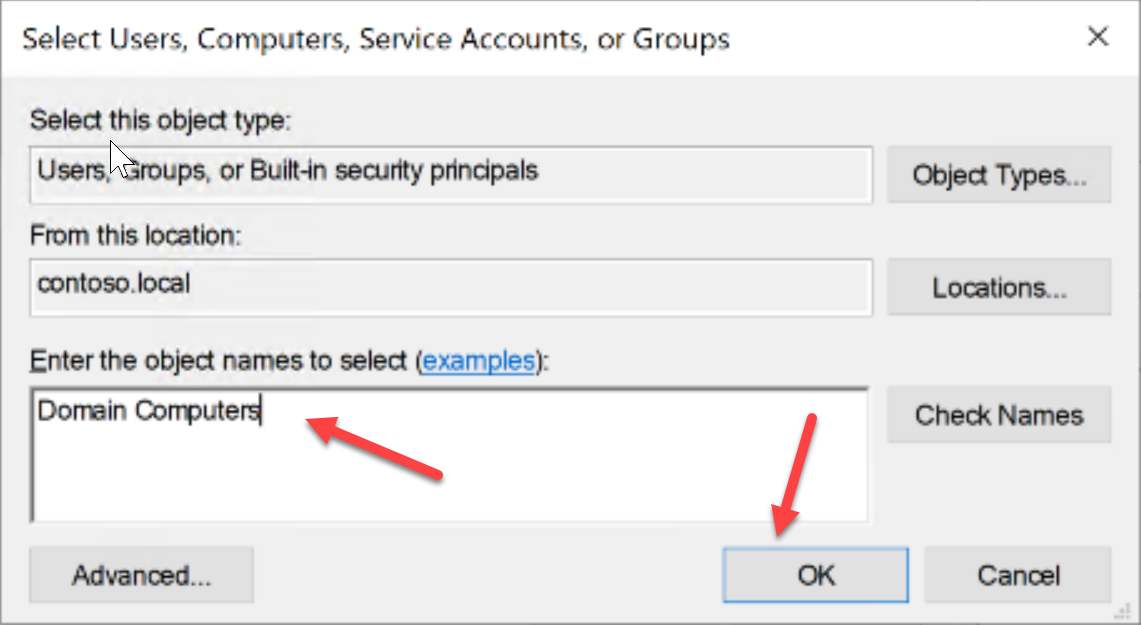 Select Users, Computers, Service Accounts, or Groups
Select this object type:
Users, Groups, or Built-in security principals
Object Types...
From this location:
contoso.local
Locations...
Enter the object names to select (examples):
Domain Computers
Check Names
Advanced...
OK
Cancel